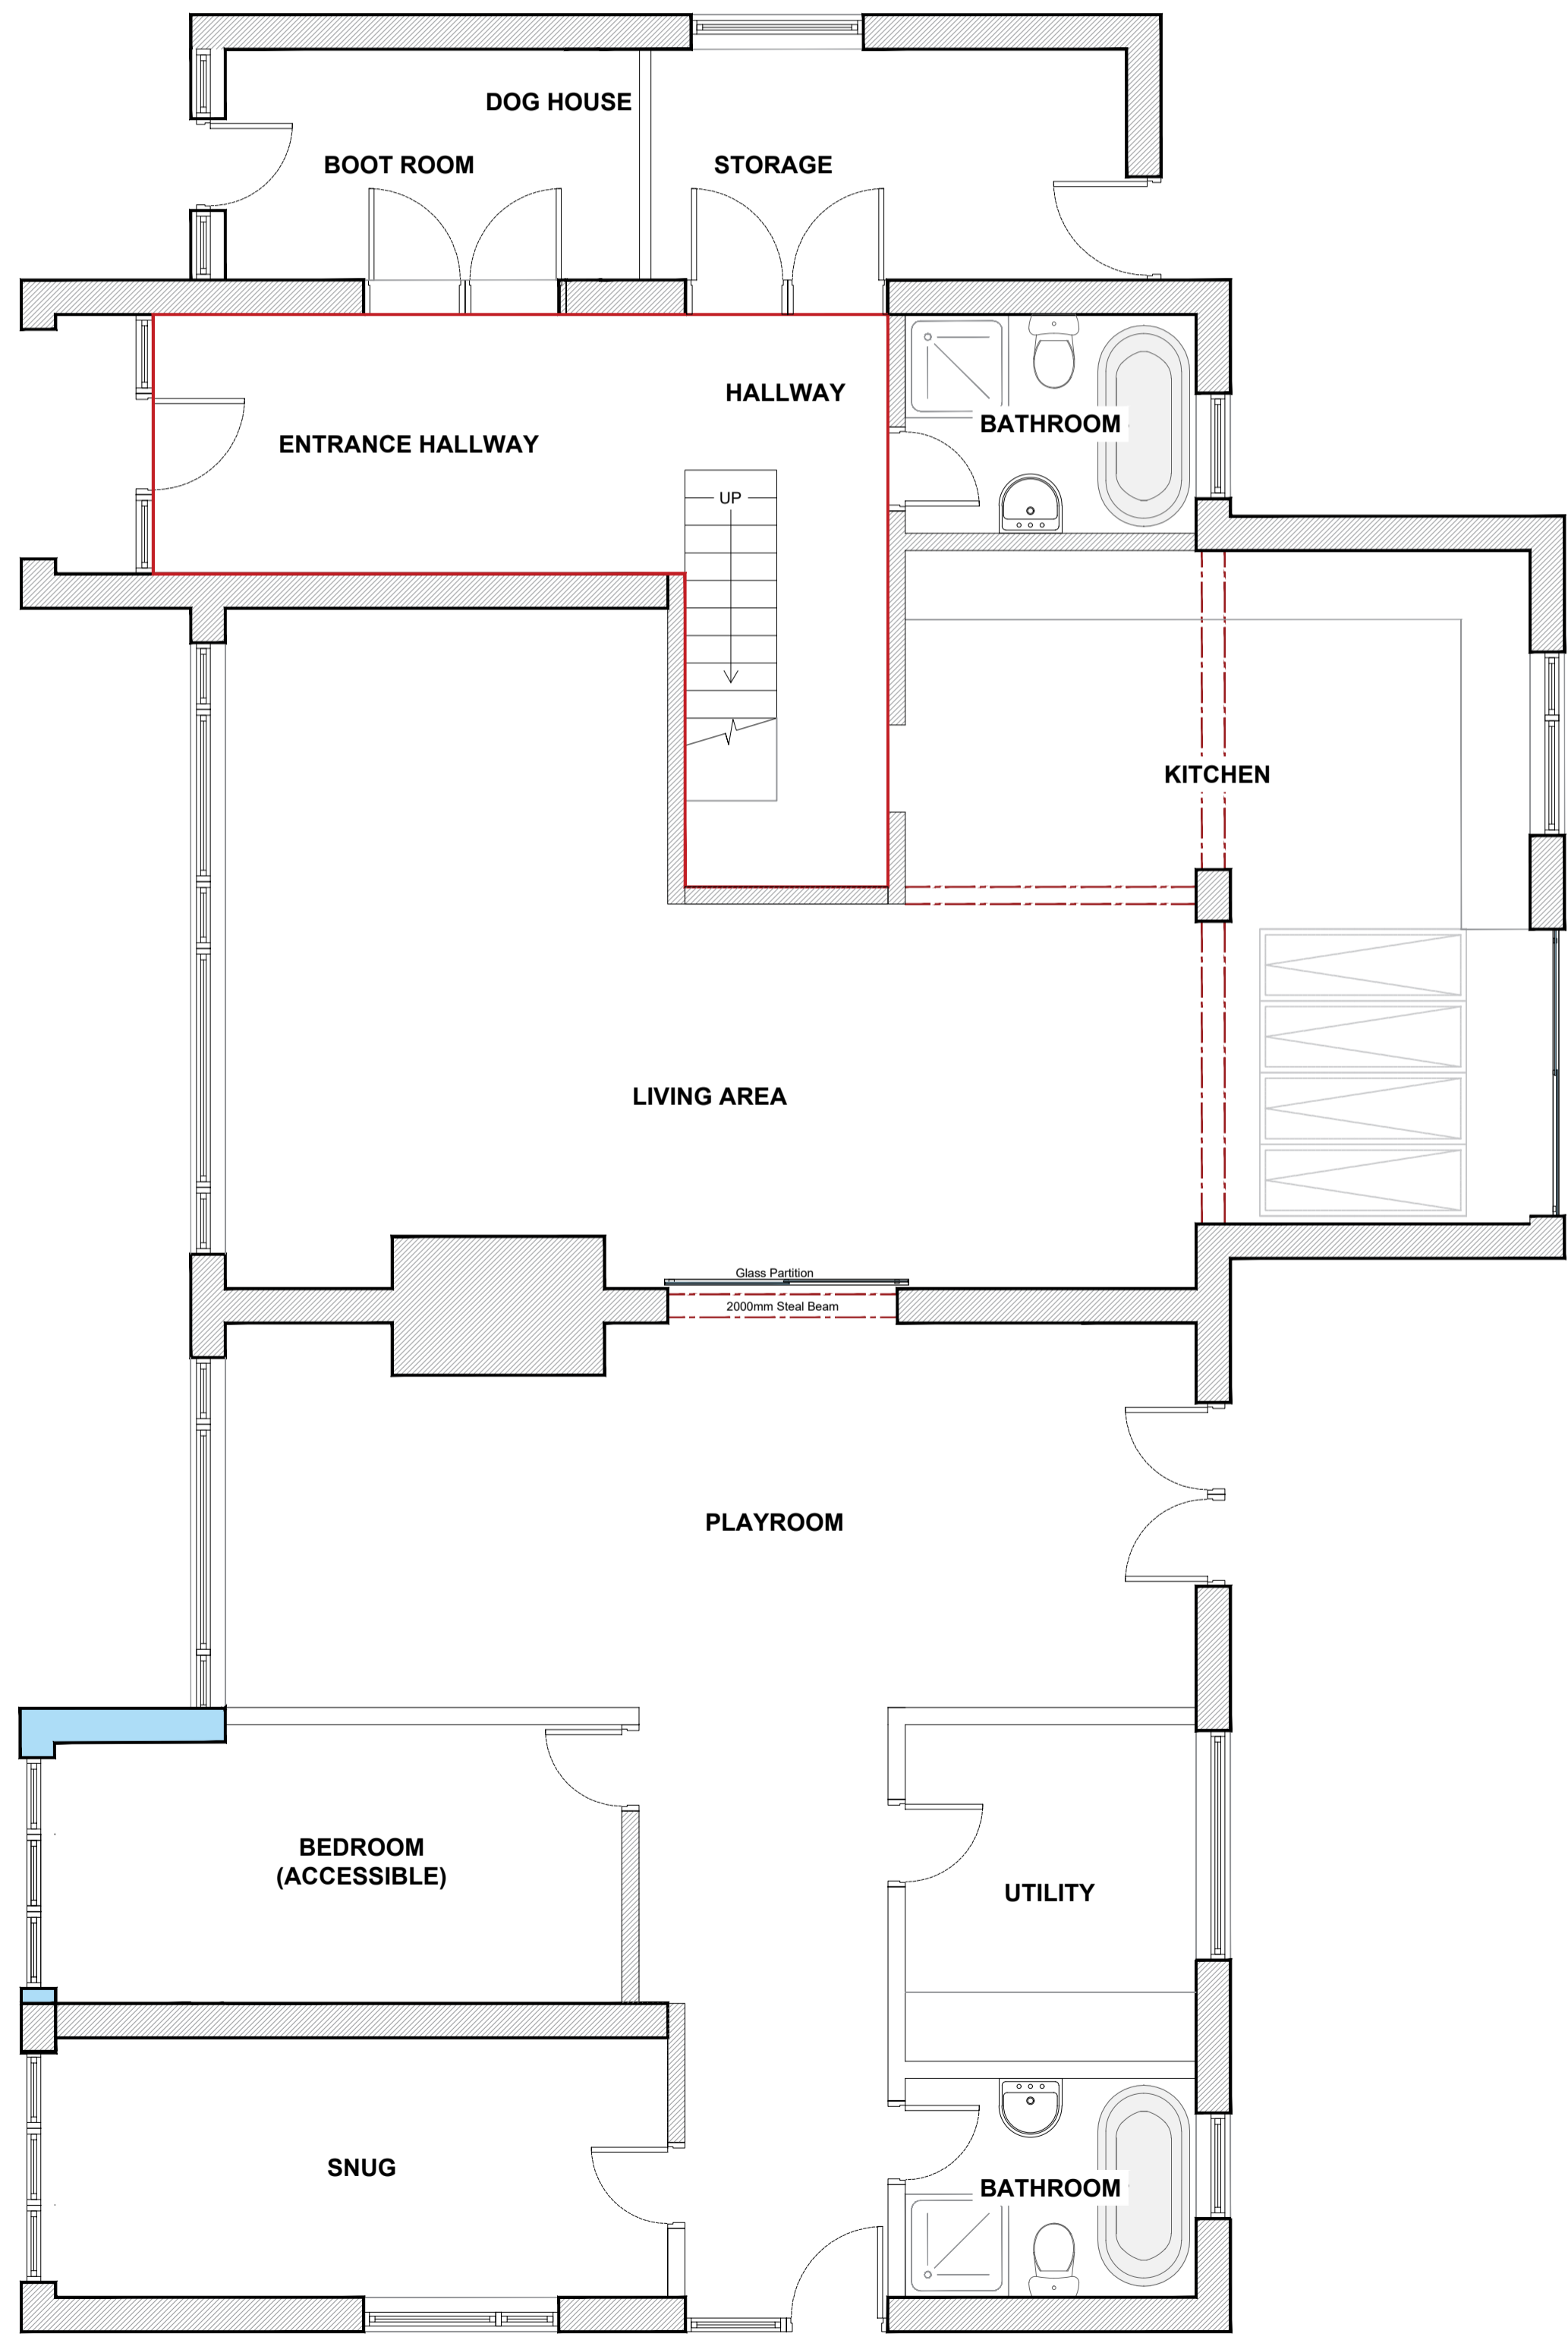 DOG HOUSE
BOOT ROOM
STORAGE
HALLWAY
ENTRANCE HALLWAY
BATHROOM
UP
KITCHEN
LIVING AREA
Glass Partition
2000mm Steal Beam
PLAYROOM
BEDROOM
(ACCESSIBLE)
UTILITY
SNUG
BATHROOM